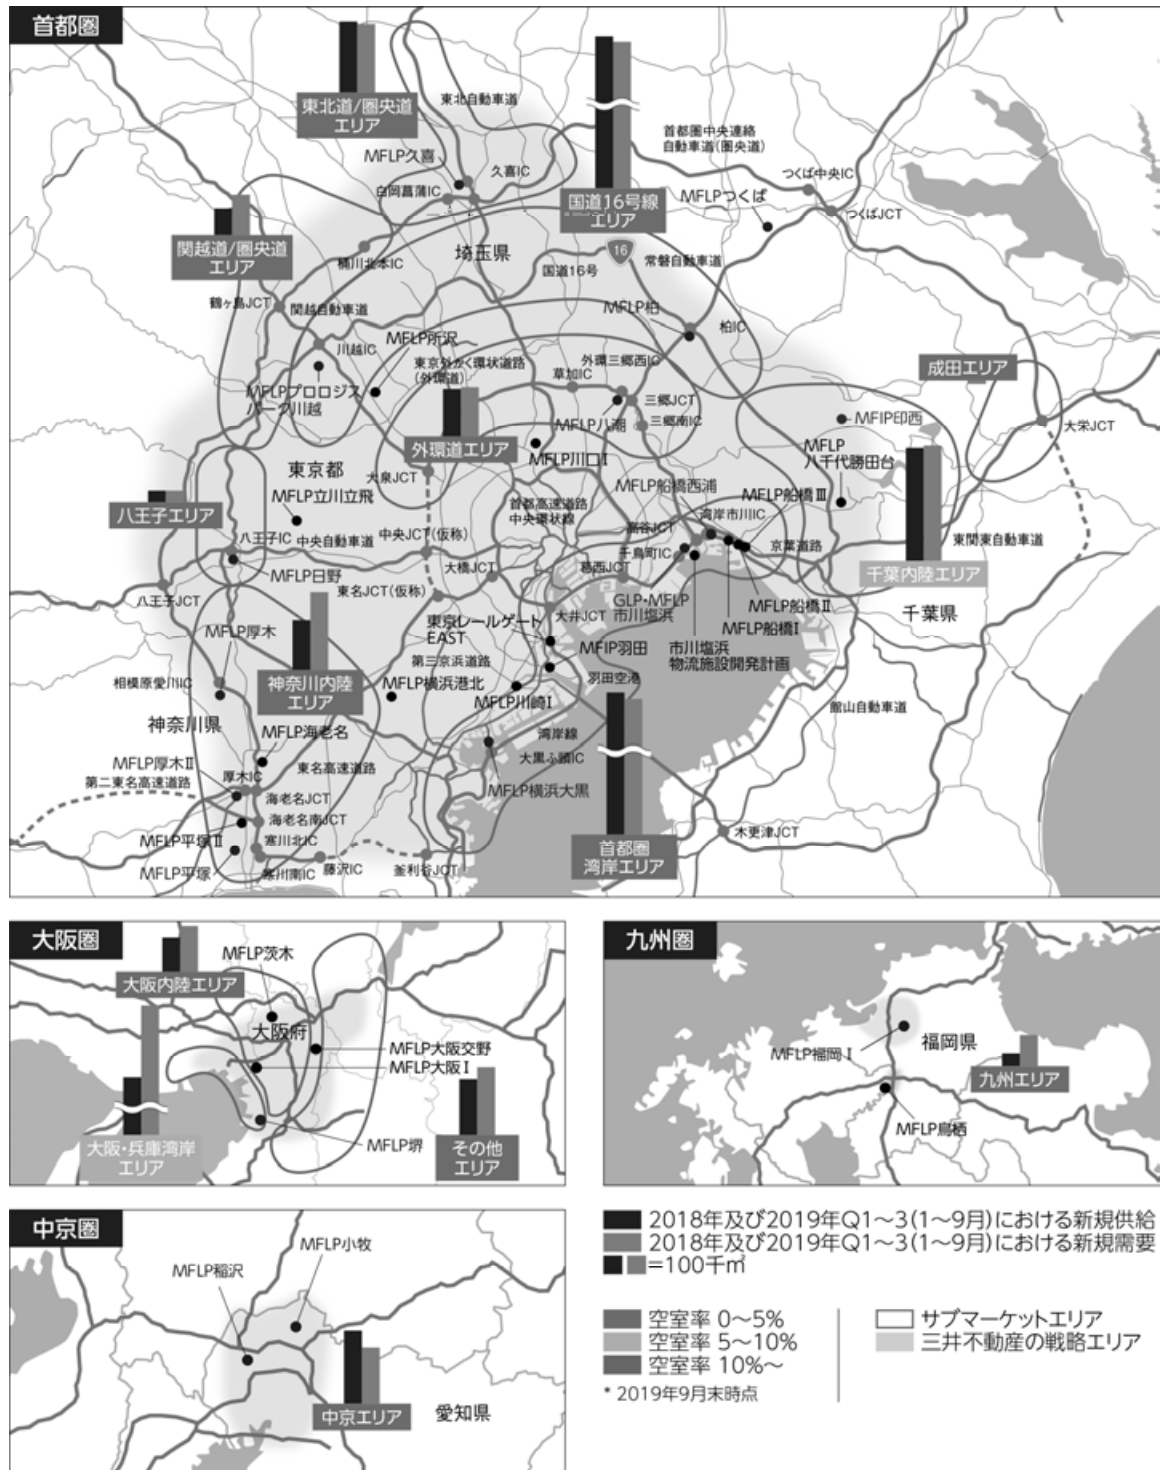 首都圏
東北自動車道
東北道/圏央道
エリア
首都圏中央連絡
自動車道(圏央道)
MFLP久喜
久喜IC
白岡菖蒲IC
つくば中央IC
国道16号線
エリア
MFLPつくば
つくばJCT
関越道/圏央道
エリア
埼玉県
桶川北本IC
国道16号
16
常磐自動車道
鶴ヶ島JCT
関越自動車道
MFLP柏
柏IC
川越IC
MFLP所沢
東京外かく環状道路
(外環道)
外環三郷西IC
草加IC
成田エリア
MFLPプロロジス
パーク川越
三郷JCT
MFLP八潮
三郷南IC
MFIP印西
大栄JCT
外環道エリア
MFLP川口Ⅰ
MFLP
八千代勝田台
東京都
大泉JCT
MFLP立川立飛
MFLP船橋西浦
MFLP船橋Ⅲ
八王子エリア
首都高速道路
中央環状線
湾岸市川IC
高谷JCT
八王子IC
中央自動車道
中央JCT(仮称)
千鳥町IC
京葉道路
東関東自動車道
MFLP日野
大橋JCT
葛西JCT
千葉内陸エリア
八王子JCT
東名JCT(仮称)
GLP・MFLP
市川塩浜
MFLP船橋Ⅱ
大井JCT
千葉県
MFLP厚木
東京レールゲート
EAST
MFLP船橋Ⅰ
MFIP羽田
市川塩浜
物流施設開発計画
第三京浜道路
相模原愛川IC
神奈川内陸
エリア
MFLP横浜港北
羽田空港
MFLP川崎Ⅰ
神奈川県
館山自動車道
MFLP海老名
湾岸線
大黒ふ頭IC
MFLP厚木Ⅱ
東名高速道路
第二東名高速道路
厚木IC
海老名JCT
MFLP横浜大黒
海老名南JCT
木更津JCT
MFLP平塚Ⅱ
寒川北IC
首都圏
湾岸エリア
MFLP平塚
寒川南IC
藤沢IC
釜利谷JCT
大阪圏
MFLP茨木
大阪内陸エリア
大阪府
MFLP大阪交野
MFLP大阪Ⅰ
大阪・兵庫湾岸
エリア
MFLP堺
その他
エリア
九州圏
MFLP福岡Ⅰ
福岡県
九州エリア
MFLP鳥栖
中京圏
MFLP小牧
MFLP稲沢
中京エリア
愛知県
2018年及び2019年Q1～3(1～9月)における新規供給
2018年及び2019年Q1～3(1～9月)における新規需要
=100千㎡
空室率 0～5%
空室率 5～10%
空室率 10%～
* 2019年9月末時点
サブマーケットエリア
三井不動産の戦略エリア